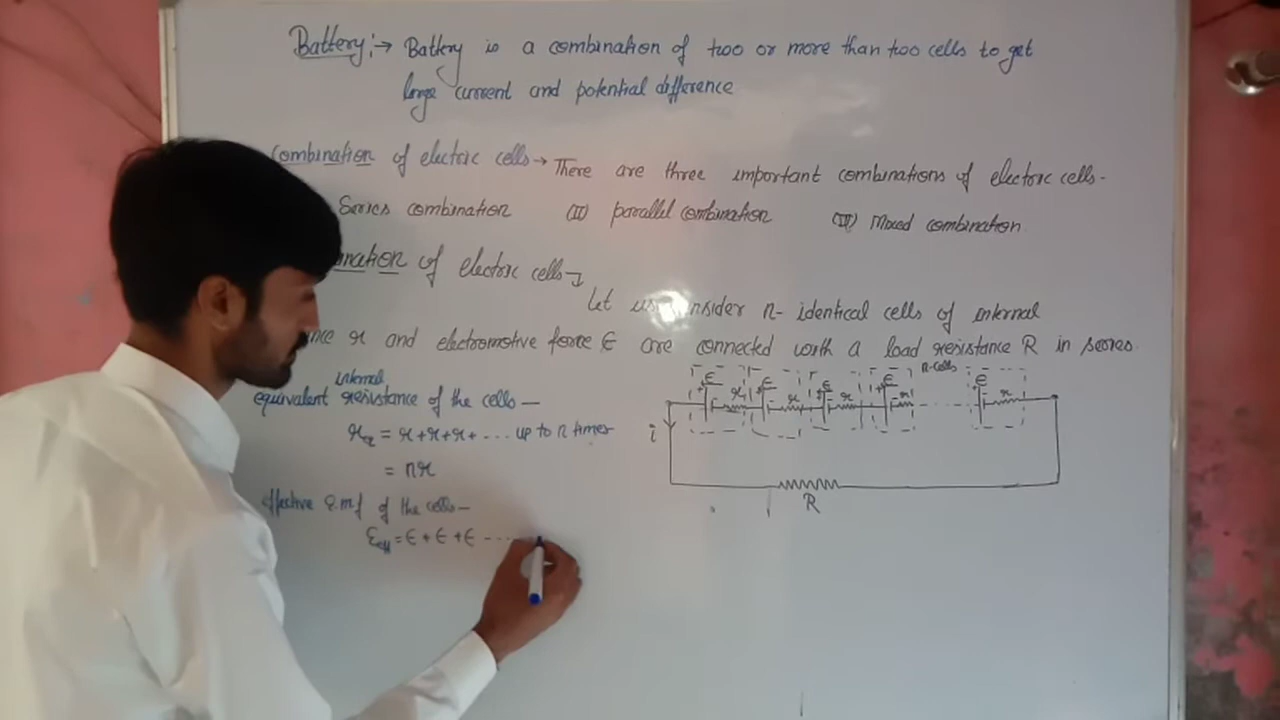 Battery:→ Battery is a combination of two or more than two cells to get
large current and potential difference
Combination of electric cells → There are three important combinations of electric cells.
Series combination (II) parallel combination (III) Mixed combination
of electric cells
Let us consider n- identical cells of internal
r and electromotive force ε are connected with a load resistance R in series.
equivalent internal resistance of the cells —
r = r+r+r+ .... up to n times
= nr
effective e.m.f of the cells —
ε_eff = ε + ε + ε ----
n-cells
ε ε ε ε ε
r r r r r
i
R